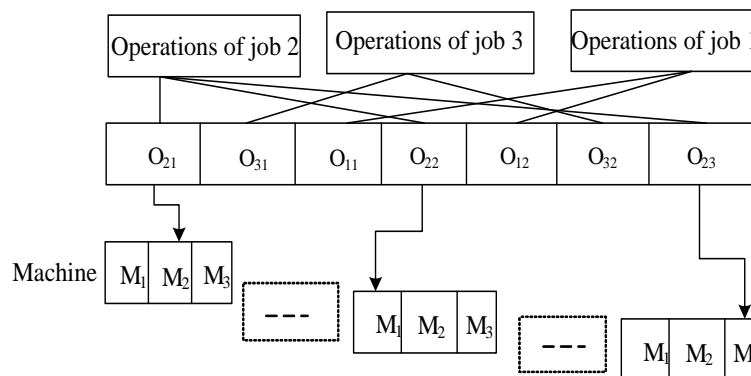 Operations of job 2
Operations of job 3
Operations of job 1
O₂₁ O₃₁ O₁₁ O₂₂ O₁₂ O₃₂ O₂₃
Machine M₁ M₂ M₃
M₁ M₂ M₃
M₁ M₂ M